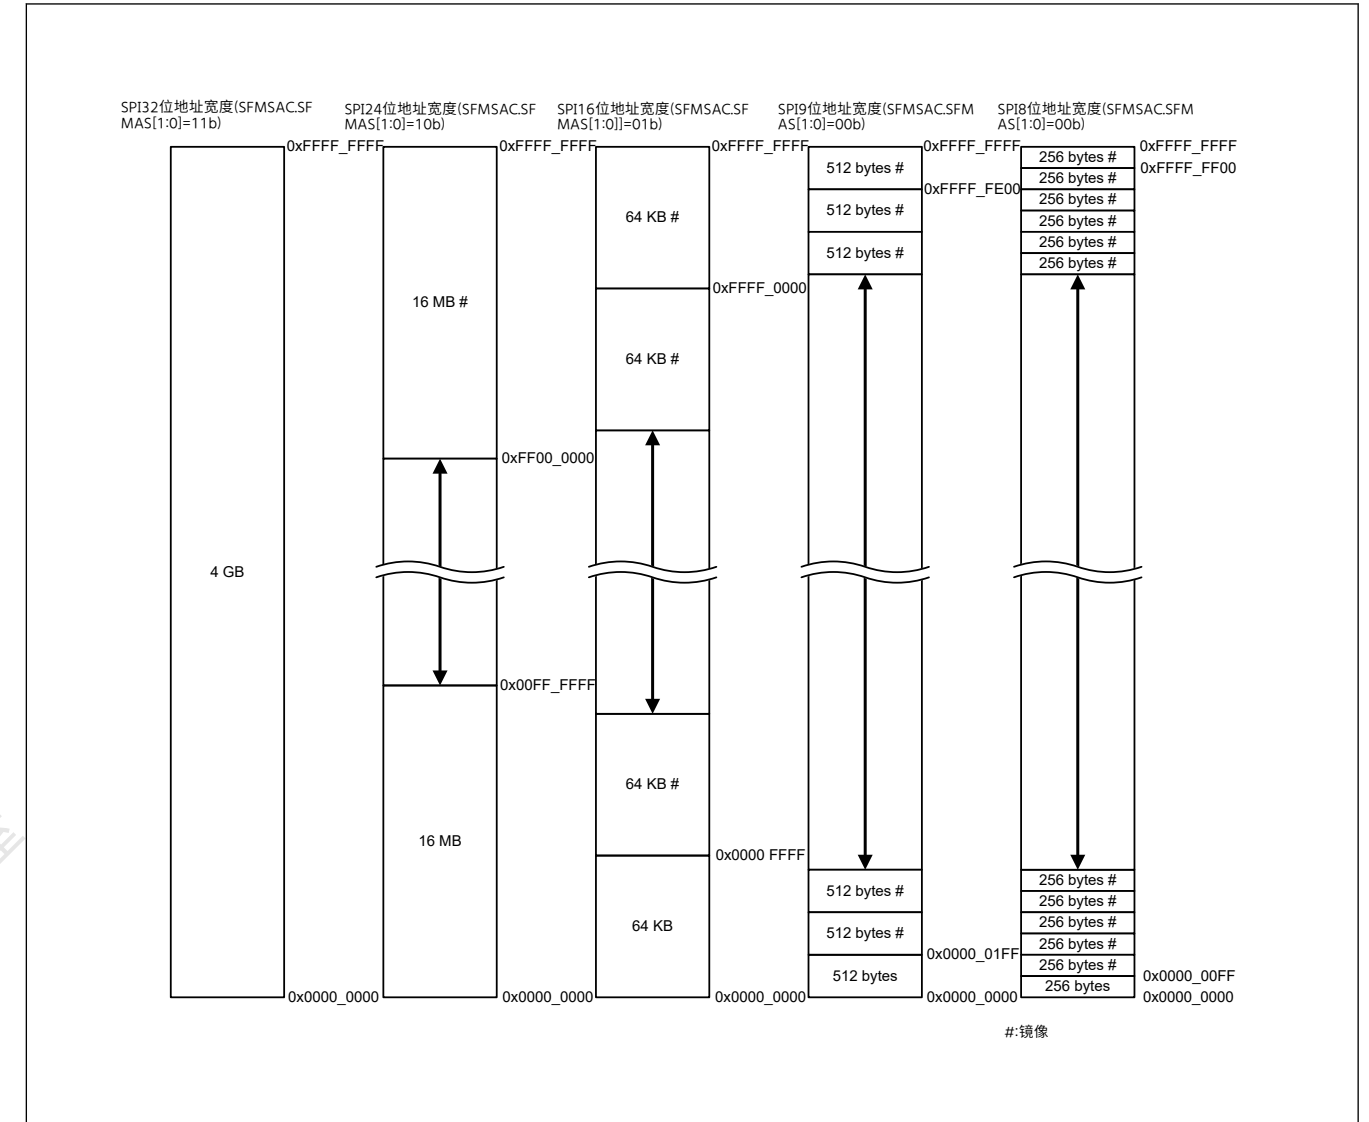 SPI32位地址宽度(SFMSAC.SF
MAS[1:0]=11b)
SPI24位地址宽度(SFMSAC.SF
MAS[1:0]=10b)
SPI16位地址宽度(SFMSAC.SF
MAS[1:0]]=01b)
SPI9位地址宽度(SFMSAC.SFM
AS[1:0]=00b)
SPI8位地址宽度(SFMSAC.SFM
AS[1:0]=00b)
0xFFFF_FFFF
4 GB
0x0000_0000
0xFFFF_FFFF
16 MB #
0xFF00_0000
0x00FF_FFFF
16 MB
0x0000_0000
0xFFFF_FFFF
64 KB #
0xFFFF_0000
64 KB #
64 KB #
0x0000 FFFF
64 KB
0x0000_0000
0xFFFF_FFFF
512 bytes #
0xFFFF_FE00
512 bytes #
512 bytes #
512 bytes #
512 bytes #
0x0000_01FF
512 bytes
0x0000_0000
0xFFFF_FFFF
256 bytes #
0xFFFF_FF00
256 bytes #
256 bytes #
256 bytes #
256 bytes #
256 bytes #
256 bytes #
256 bytes #
256 bytes #
256 bytes #
256 bytes #
0x0000_00FF
256 bytes
0x0000_0000
#:镜像